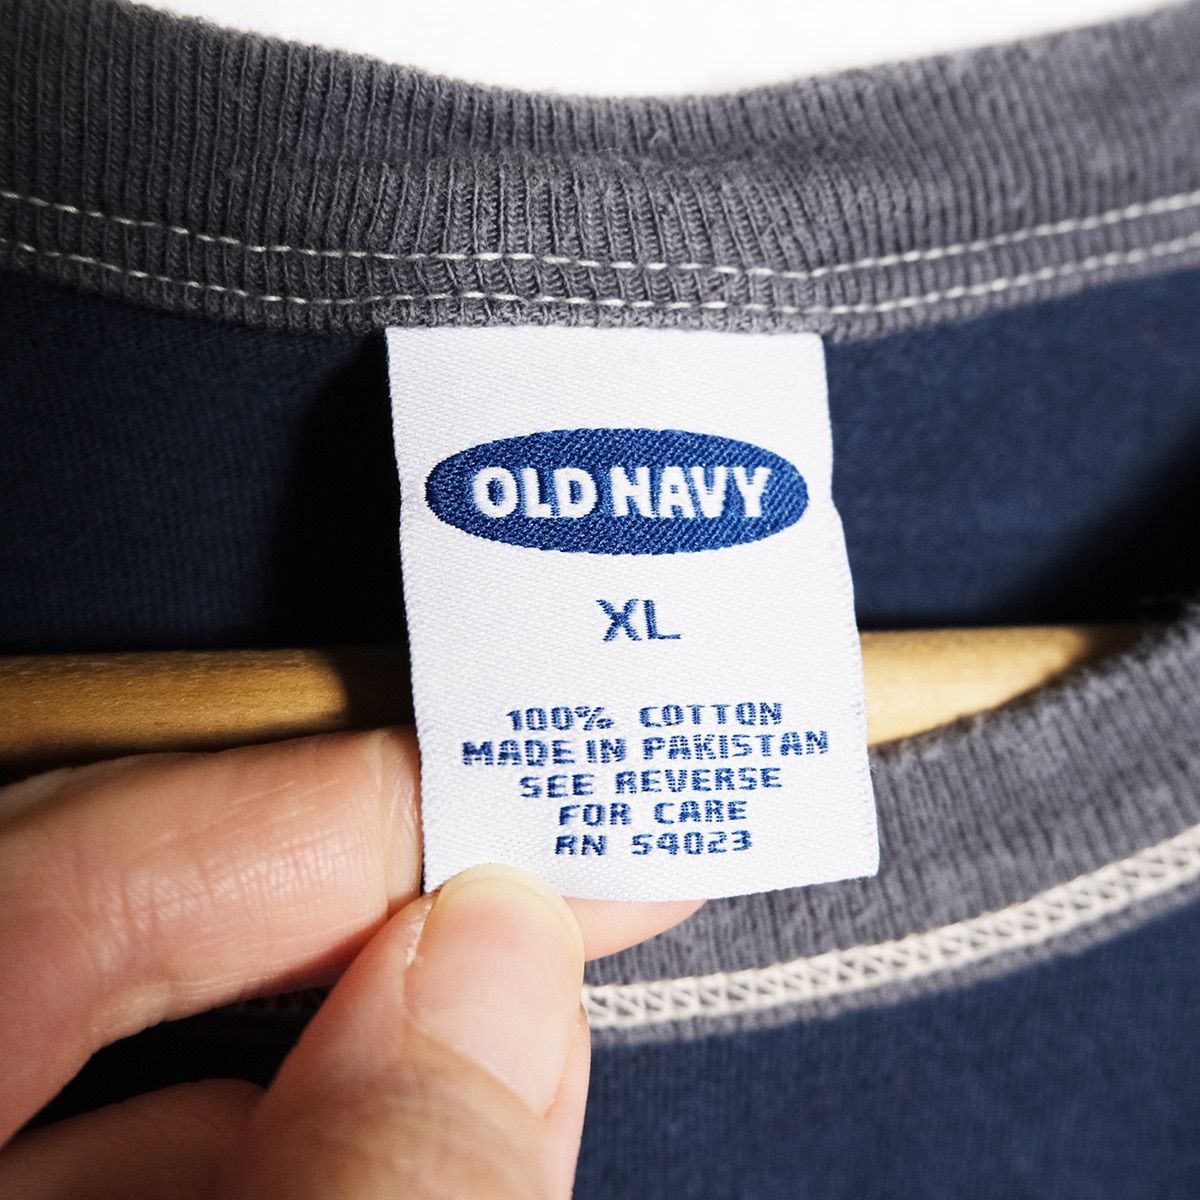 OLD NAVY
XL
100% COTTON
MADE IN PAKISTAN
SEE REVERSE
FOR CARE
RN 54023